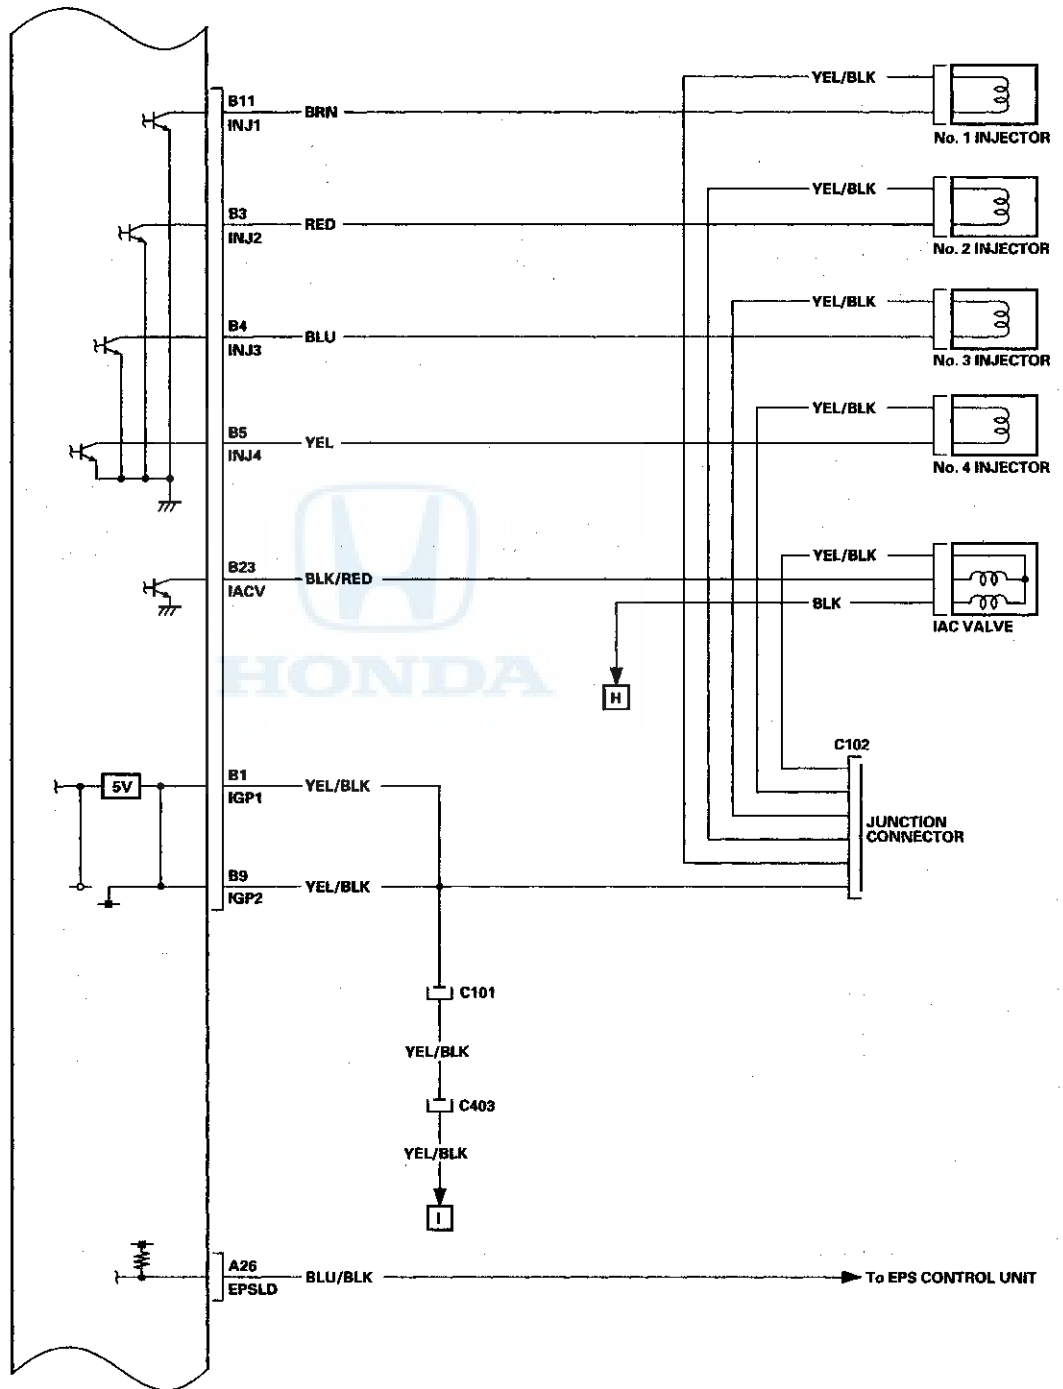 YEL/BLK
B11
BRN
INJ1
No. 1 INJECTOR
YEL/BLK
B3
RED
INJ2
No. 2 INJECTOR
YEL/BLK
B4
BLU
INJ3
No. 3 INJECTOR
YEL/BLK
B5
YEL
INJ4
No. 4 INJECTOR
YEL/BLK
B23
BLK/RED
IACV
BLK
IAC VALVE
HONDA
H
C102
B1
5V
YEL/BLK
IGP1
JUNCTION
CONNECTOR
B9
YEL/BLK
IGP2
C101
YEL/BLK
C403
YEL/BLK
I
A26
BLU/BLK
To EPS CONTROL UNIT
EPSLD